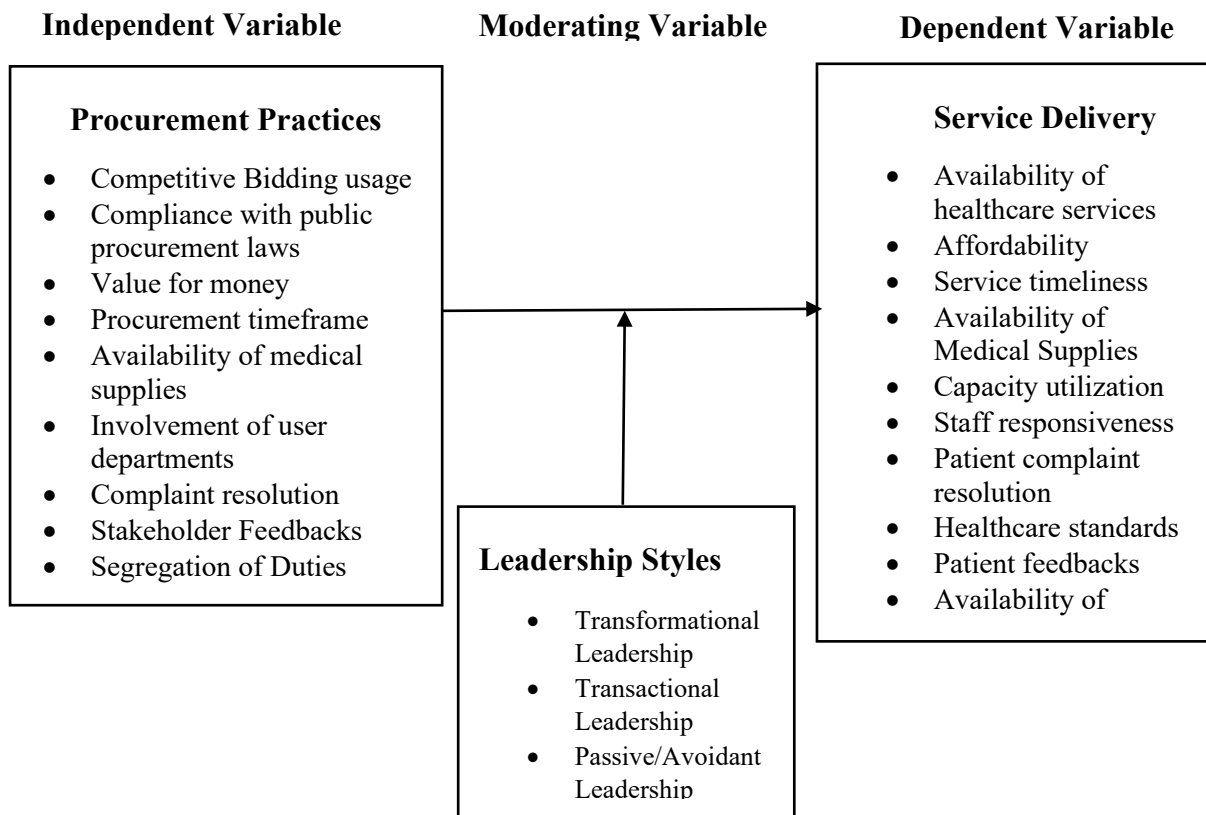 Independent Variable
Moderating Variable
Dependent Variable
Procurement Practices
• Competitive Bidding usage
• Compliance with public
procurement laws
• Value for money
• Procurement timeframe
• Availability of medical
supplies
• Involvement of user
departments
• Complaint resolution
• Stakeholder Feedbacks
• Segregation of Duties
Leadership Styles
• Transformational
Leadership
• Transactional
Leadership
• Passive/Avoidant
Leadership
Service Delivery
• Availability of
healthcare services
• Affordability
• Service timeliness
• Availability of
Medical Supplies
• Capacity utilization
• Staff responsiveness
• Patient complaint
resolution
• Healthcare standards
• Patient feedbacks
• Availability of